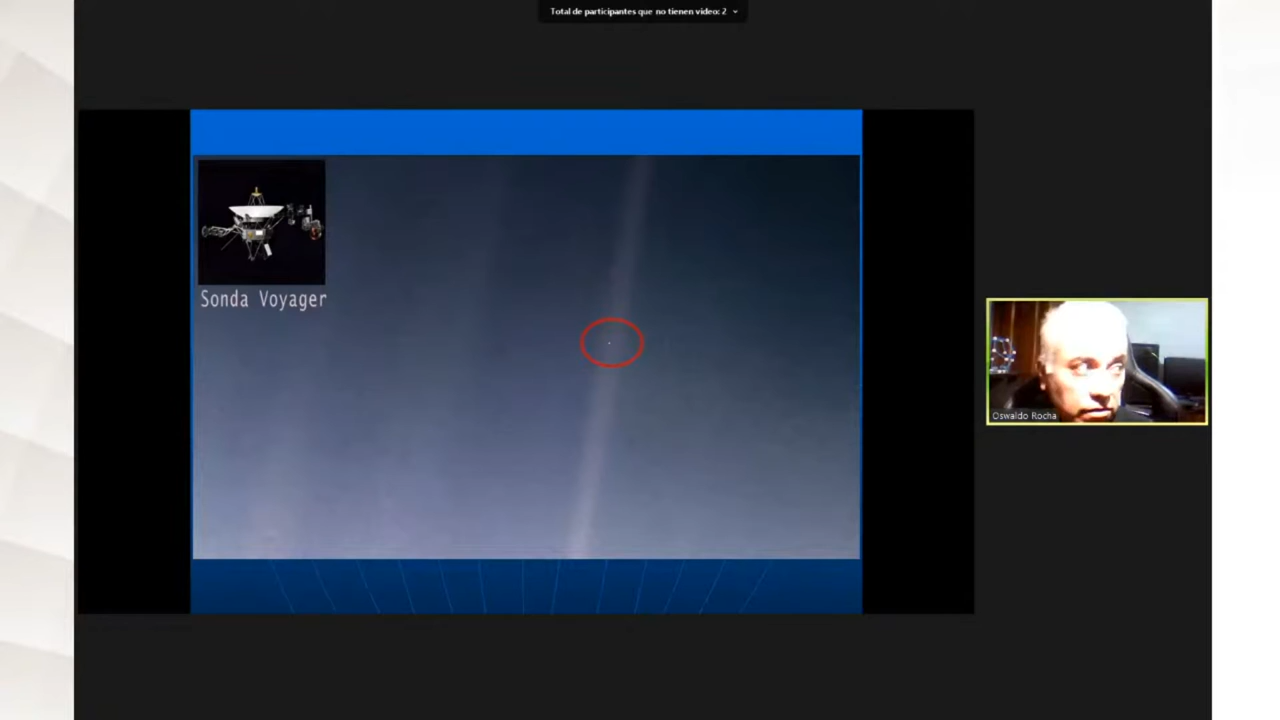 Total de participantes que no tienen video: 2
Sonda Voyager
Oswaldo Rocha